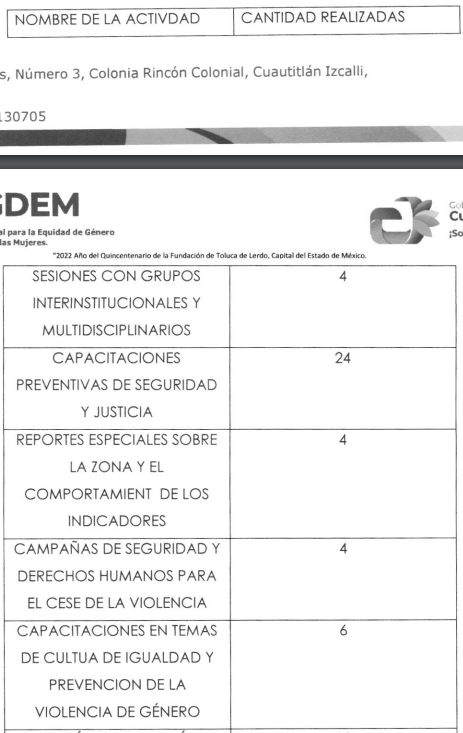 NOMBRE DE LA ACTIVDAD CANTIDAD REALIZADAS
s, Número 3, Colonia Rincón Colonial, Cuautitlán Izcalli,
130705
GDEM
al para la Equidad de Género
las Mujeres.
Gob
Cu
¡So
"2022 Año del Quincentenario de la Fundación de Toluca de Lerdo, Capital del Estado de México.
SESIONES CON GRUPOS 4
INTERINSTITUCIONALES Y
MULTIDISCIPLINARIOS
CAPACITACIONES 24
PREVENTIVAS DE SEGURIDAD
Y JUSTICIA
REPORTES ESPECIALES SOBRE 4
LA ZONA Y EL
COMPORTAMIENT DE LOS
INDICADORES
CAMPAÑAS DE SEGURIDAD Y 4
DERECHOS HUMANOS PARA
EL CESE DE LA VIOLENCIA
CAPACITACIONES EN TEMAS 6
DE CULTUA DE IGUALDAD Y
PREVENCION DE LA
VIOLENCIA DE GÉNERO